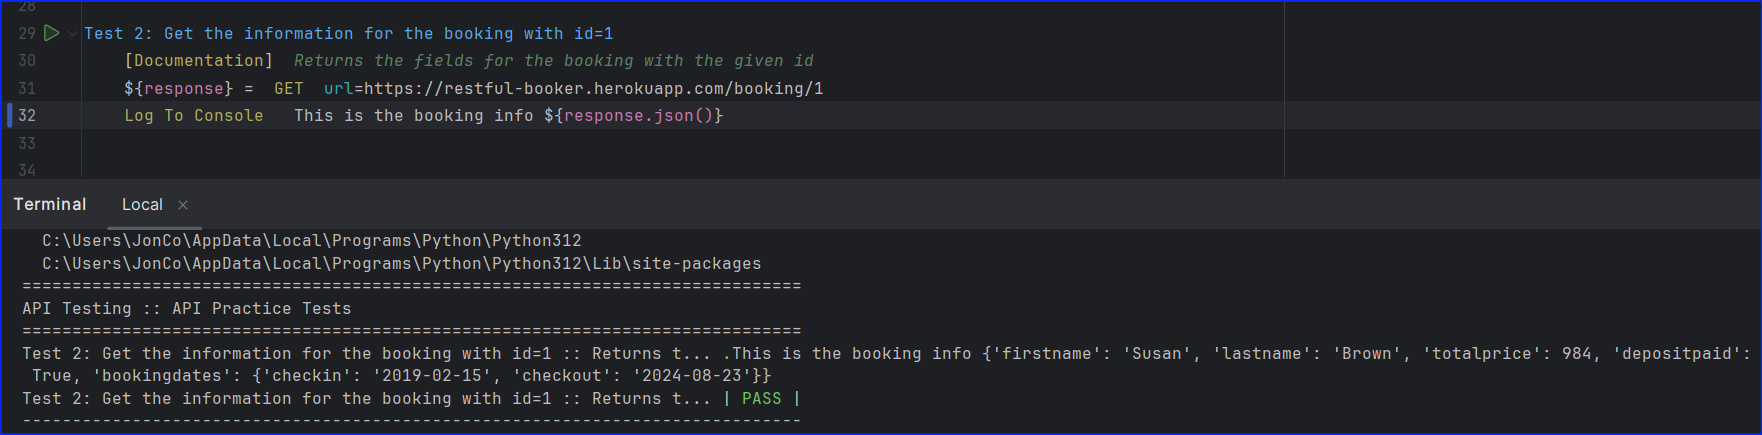 28
29 Test 2: Get the information for the booking with id=1
30 [Documentation]  Returns the fields for the booking with the given id
31 ${response} =  GET  url=https://restful-booker.herokuapp.com/booking/1
32 Log To Console   This is the booking info ${response.json()}
33
34
Terminal Local ×
C:\Users\JonCo\AppData\Local\Programs\Python\Python312
C:\Users\JonCo\AppData\Local\Programs\Python\Python312\Lib\site-packages
==============================================================================
API Testing :: API Practice Tests
==============================================================================
Test 2: Get the information for the booking with id=1 :: Returns t... .This is the booking info {'firstname': 'Susan', 'lastname': 'Brown', 'totalprice': 984, 'depositpaid':
True, 'bookingdates': {'checkin': '2019-02-15', 'checkout': '2024-08-23'}}
Test 2: Get the information for the booking with id=1 :: Returns t... | PASS |
------------------------------------------------------------------------------